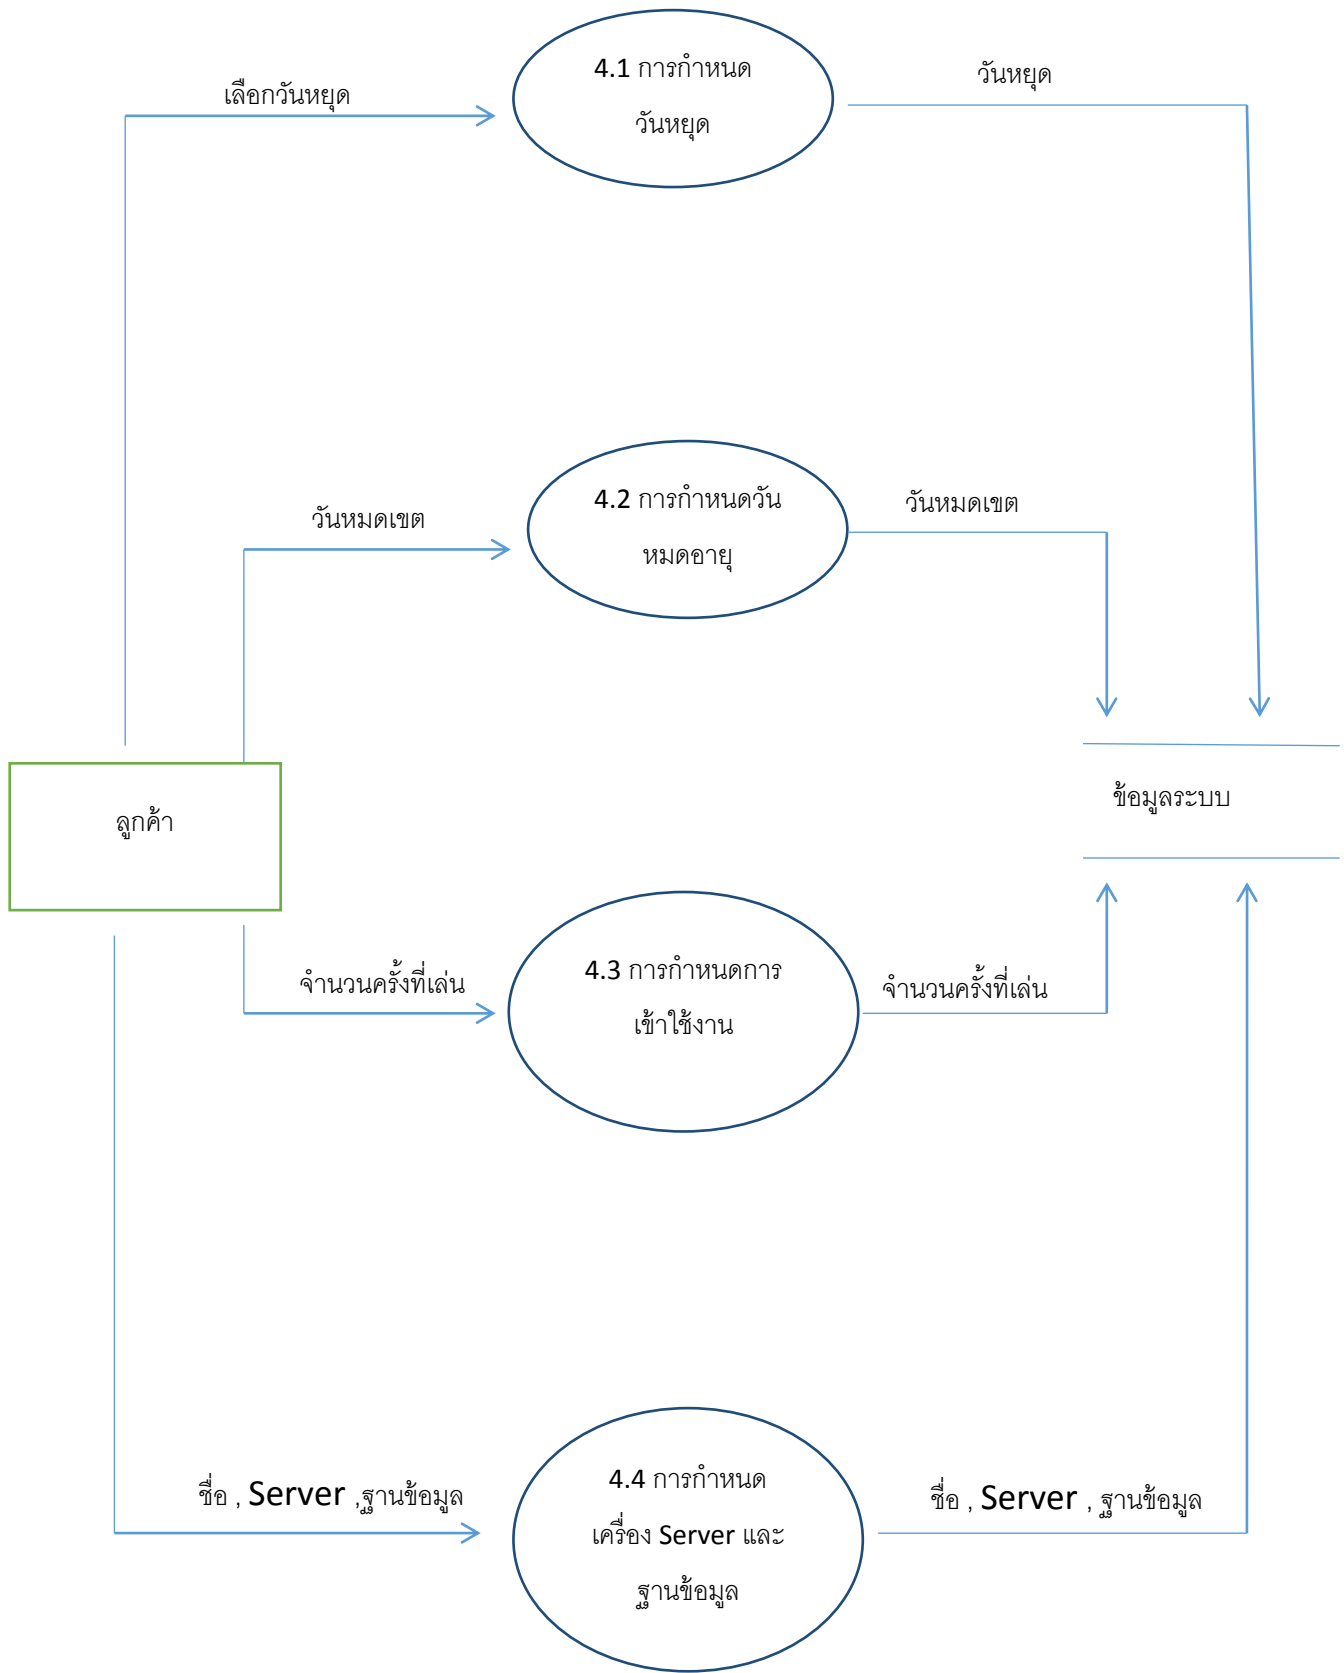 4.1 การกำหนด
วันหยุด
เลือกวันหยุด
วันหยุด
4.2 การกำหนดวัน
หมดอายุ
วันหมดเขต
วันหมดเขต
ลูกค้า
ข้อมูลระบบ
4.3 การกำหนดการ
เข้าใช้งาน
จำนวนครั้งที่เล่น
จำนวนครั้งที่เล่น
4.4 การกำหนด
เครื่อง Server และ
ฐานข้อมูล
ชื่อ , Server ,ฐานข้อมูล
ชื่อ , Server , ฐานข้อมูล